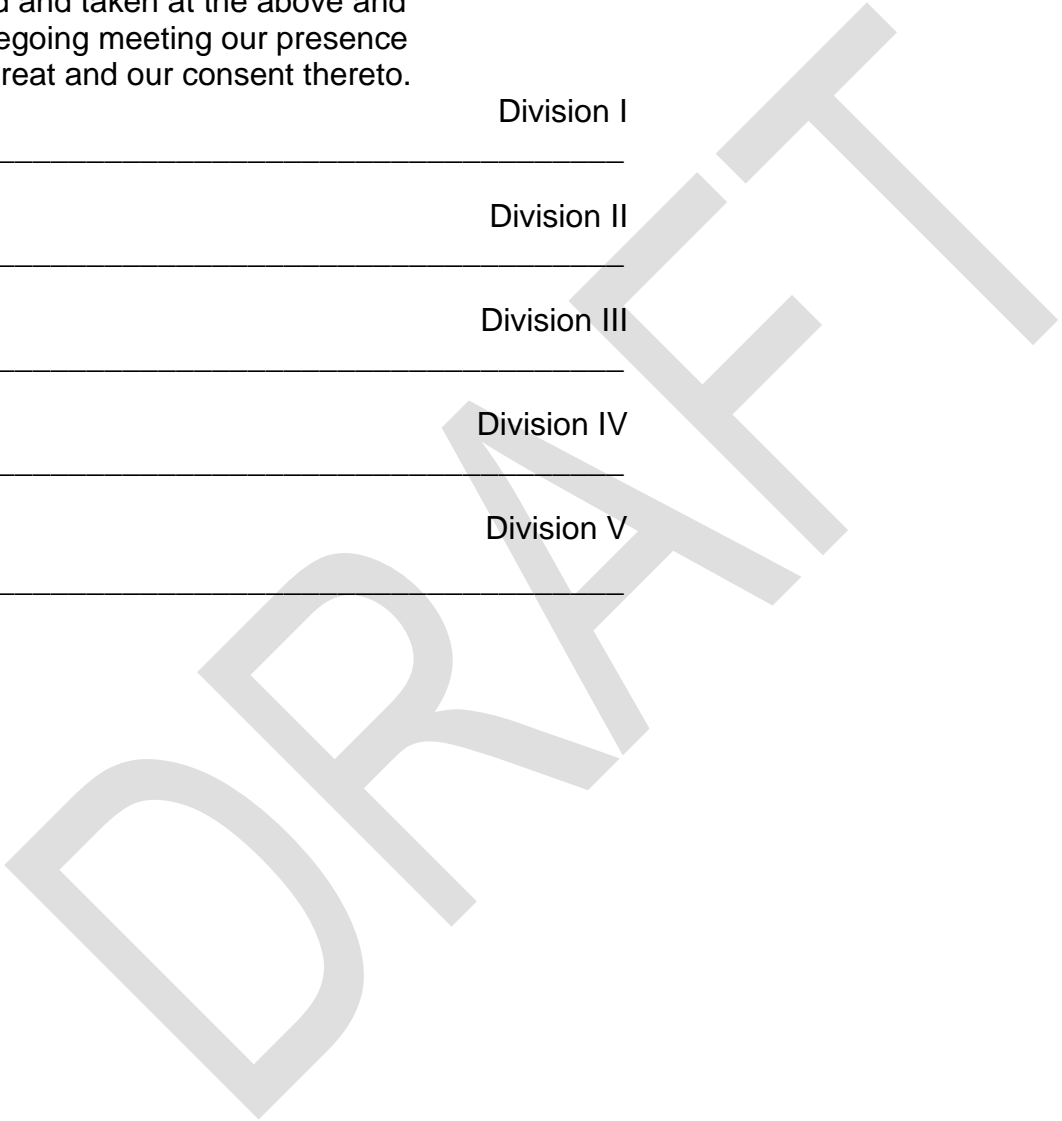 d and taken at the above and
egoing meeting our presence
reat and our consent thereto.
Division I
Division II
Division III
Division IV
Division V
DRAFT